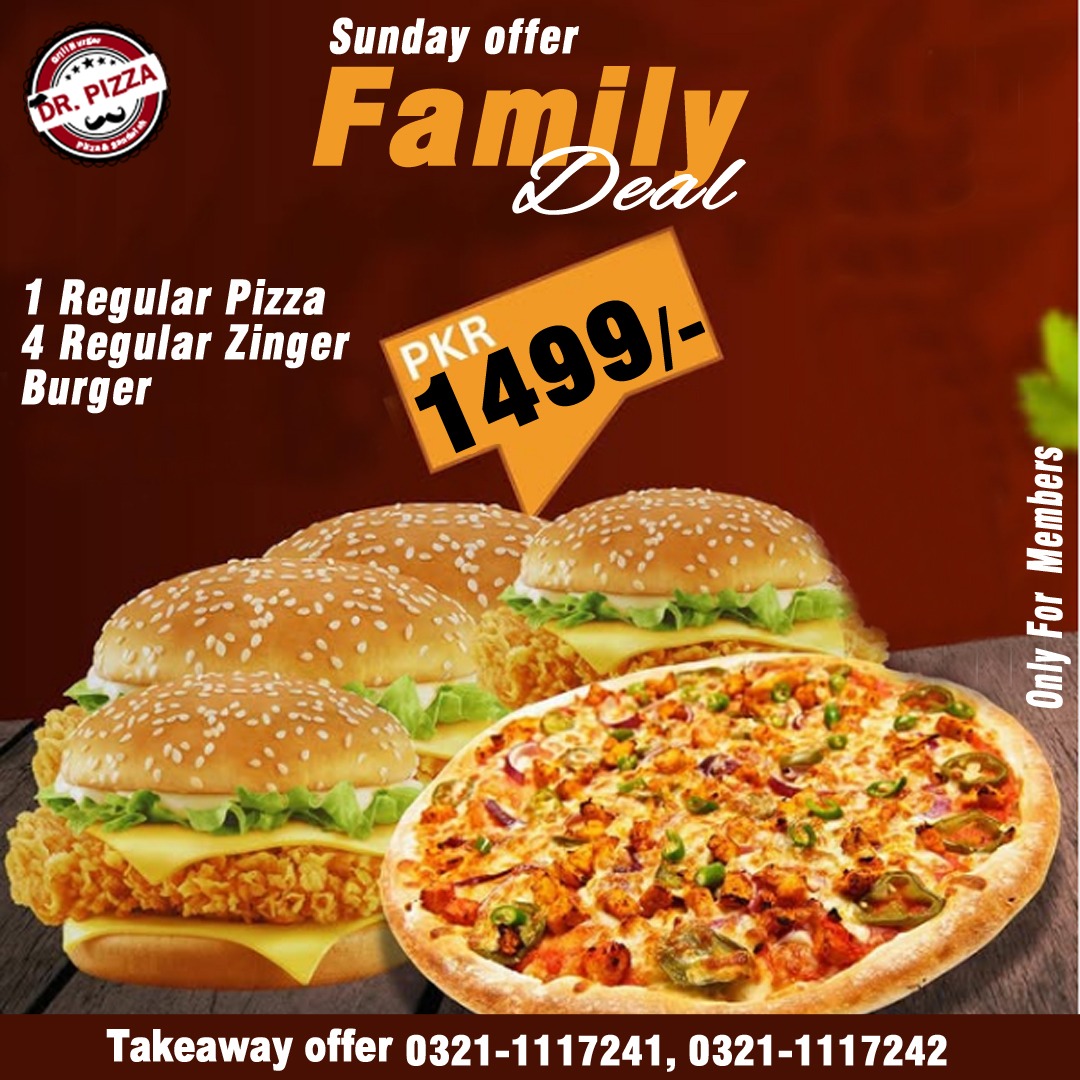 DR. PIZZA
Sunday offer
Family
Deal
1 Regular Pizza
4 Regular Zinger
Burger
PKR
1499/-
Only For Members
Takeaway offer 0321-1117241, 0321-1117242